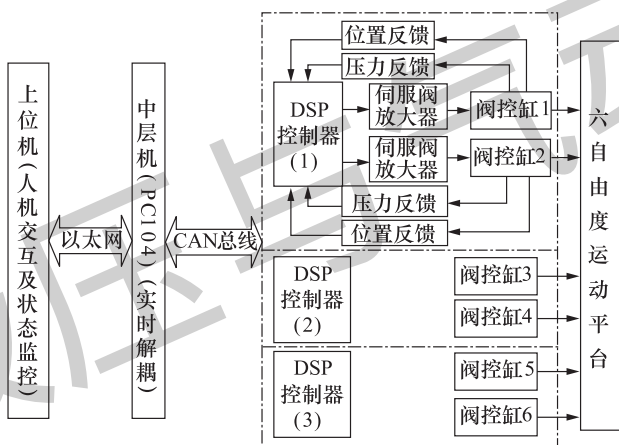 上位机(人机交互及状态监控)
以太网
中层机(PC104)(实时解耦)
CAN总线
位置反馈
压力反馈
DSP
控制器
(1)
伺服阀
放大器
阀控缸1
伺服阀
放大器
阀控缸2
压力反馈
位置反馈
DSP
控制器
(2)
阀控缸3
阀控缸4
DSP
控制器
(3)
阀控缸5
阀控缸6
六自由度运动平台
液压与气动